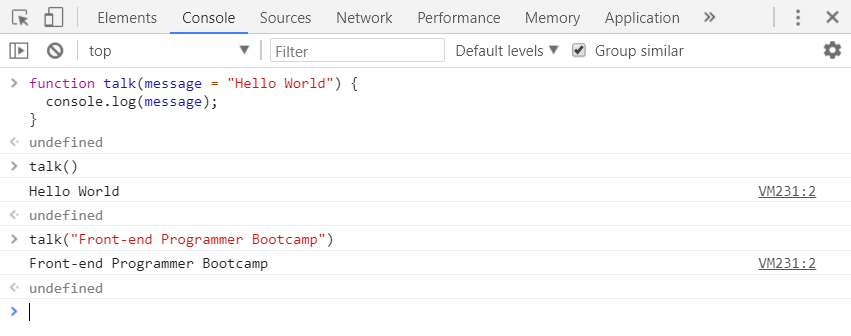 Elements Console Sources Network Performance Memory Application »
top ▼ Filter Default levels ▼ Group similar
> function talk(message = "Hello World") {
console.log(message);
}
<· undefined
> talk()
Hello World VM231:2
<· undefined
> talk("Front-end Programmer Bootcamp")
Front-end Programmer Bootcamp VM231:2
<· undefined
>